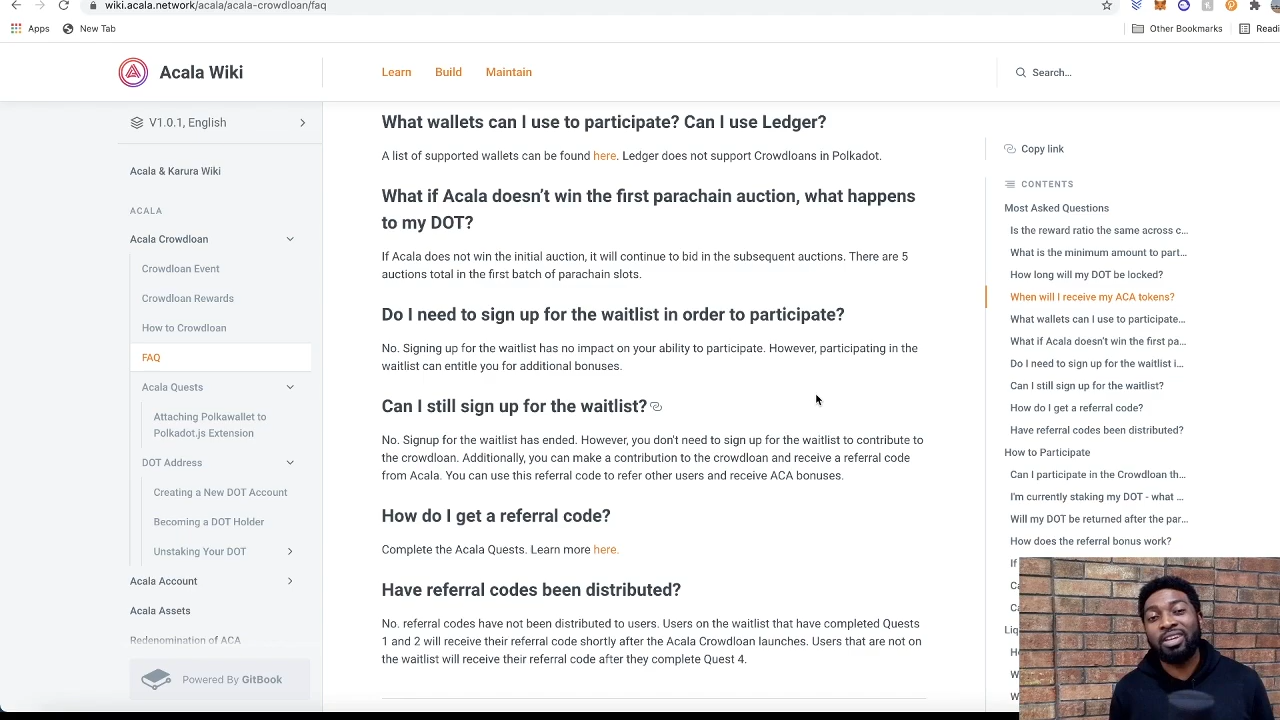 wiki.acala.network/acala/acala-crowdloan/faq
Apps
New Tab
Other Bookmarks
Acala Wiki
Learn
Build
Maintain
Search...
V1.0.1, English
Acala & Karura Wiki
ACALA
Acala Crowdloan
Crowdloan Event
Crowdloan Rewards
How to Crowdloan
FAQ
Acala Quests
Attaching Polkawallet to
Polkadot.js Extension
DOT Address
Creating a New DOT Account
Becoming a DOT Holder
Unstaking Your DOT
Acala Account
Acala Assets
Redenomination of ACA
Powered By GitBook
What wallets can I use to participate? Can I use Ledger?
A list of supported wallets can be found here. Ledger does not support Crowdloans in Polkadot.
What if Acala doesn’t win the first parachain auction, what happens
to my DOT?
If Acala does not win the initial auction, it will continue to bid in the subsequent auctions. There are 5
auctions total in the first batch of parachain slots.
Do I need to sign up for the waitlist in order to participate?
No. Signing up for the waitlist has no impact on your ability to participate. However, participating in the
waitlist can entitle you for additional bonuses.
Can I still sign up for the waitlist?
No. Signup for the waitlist has ended. However, you don't need to sign up for the waitlist to contribute to
the crowdloan. Additionally, you can make a contribution to the crowdloan and receive a referral code
from Acala. You can use this referral code to refer other users and receive ACA bonuses.
How do I get a referral code?
Complete the Acala Quests. Learn more here.
Have referral codes been distributed?
No. referral codes have not been distributed to users. Users on the waitlist that have completed Quests
1 and 2 will receive their referral code shortly after the Acala Crowdloan launches. Users that are not on
the waitlist will receive their referral code after they complete Quest 4.
Copy link
CONTENTS
Most Asked Questions
Is the reward ratio the same across c...
What is the minimum amount to part...
How long will my DOT be locked?
When will I receive my ACA tokens?
What wallets can I use to participate...
What if Acala doesn’t win the first pa...
Do I need to sign up for the waitlist i...
Can I still sign up for the waitlist?
How do I get a referral code?
Have referral codes been distributed?
How to Participate
Can I participate in the Crowdloan th...
I'm currently staking my DOT - what ...
Will my DOT be returned after the par...
How does the referral bonus work?
If